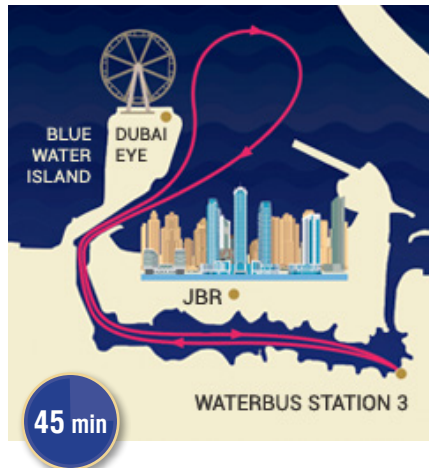 BLUE
WATER
ISLAND
DUBAI
EYE
JBR
WATERBUS STATION 3
45 min